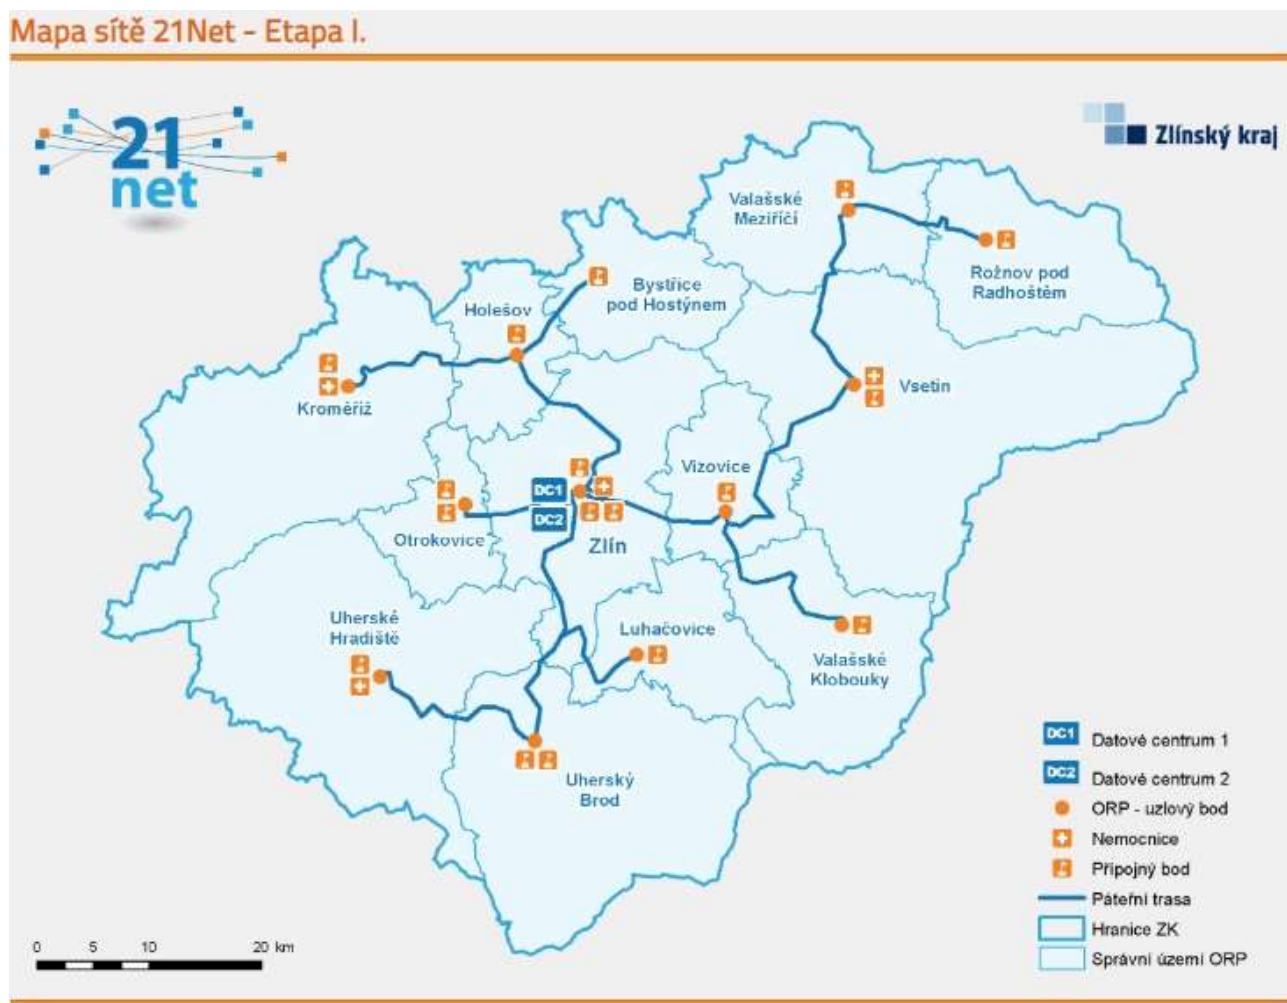 Mapa sítě 21Net - Etapa I.
21
net
Zlínský kraj
Valašské
Meziříčí
Rožnov pod
Radhoštěm
Bystřice
pod Hostýnem
Holešov
Kroměříž
Vsetín
Vizovice
DC1
DC2
Zlín
Otrokovice
Uherské
Hradiště
Luhačovice
Valašské
Klobouky
Uherský
Brod
DC1 Datové centrum 1
DC2 Datové centrum 2
ORP - uzlový bod
Nemocnice
Přípojný bod
Páteřní trasa
Hranice ZK
Správní území ORP
0 5 10 20 km